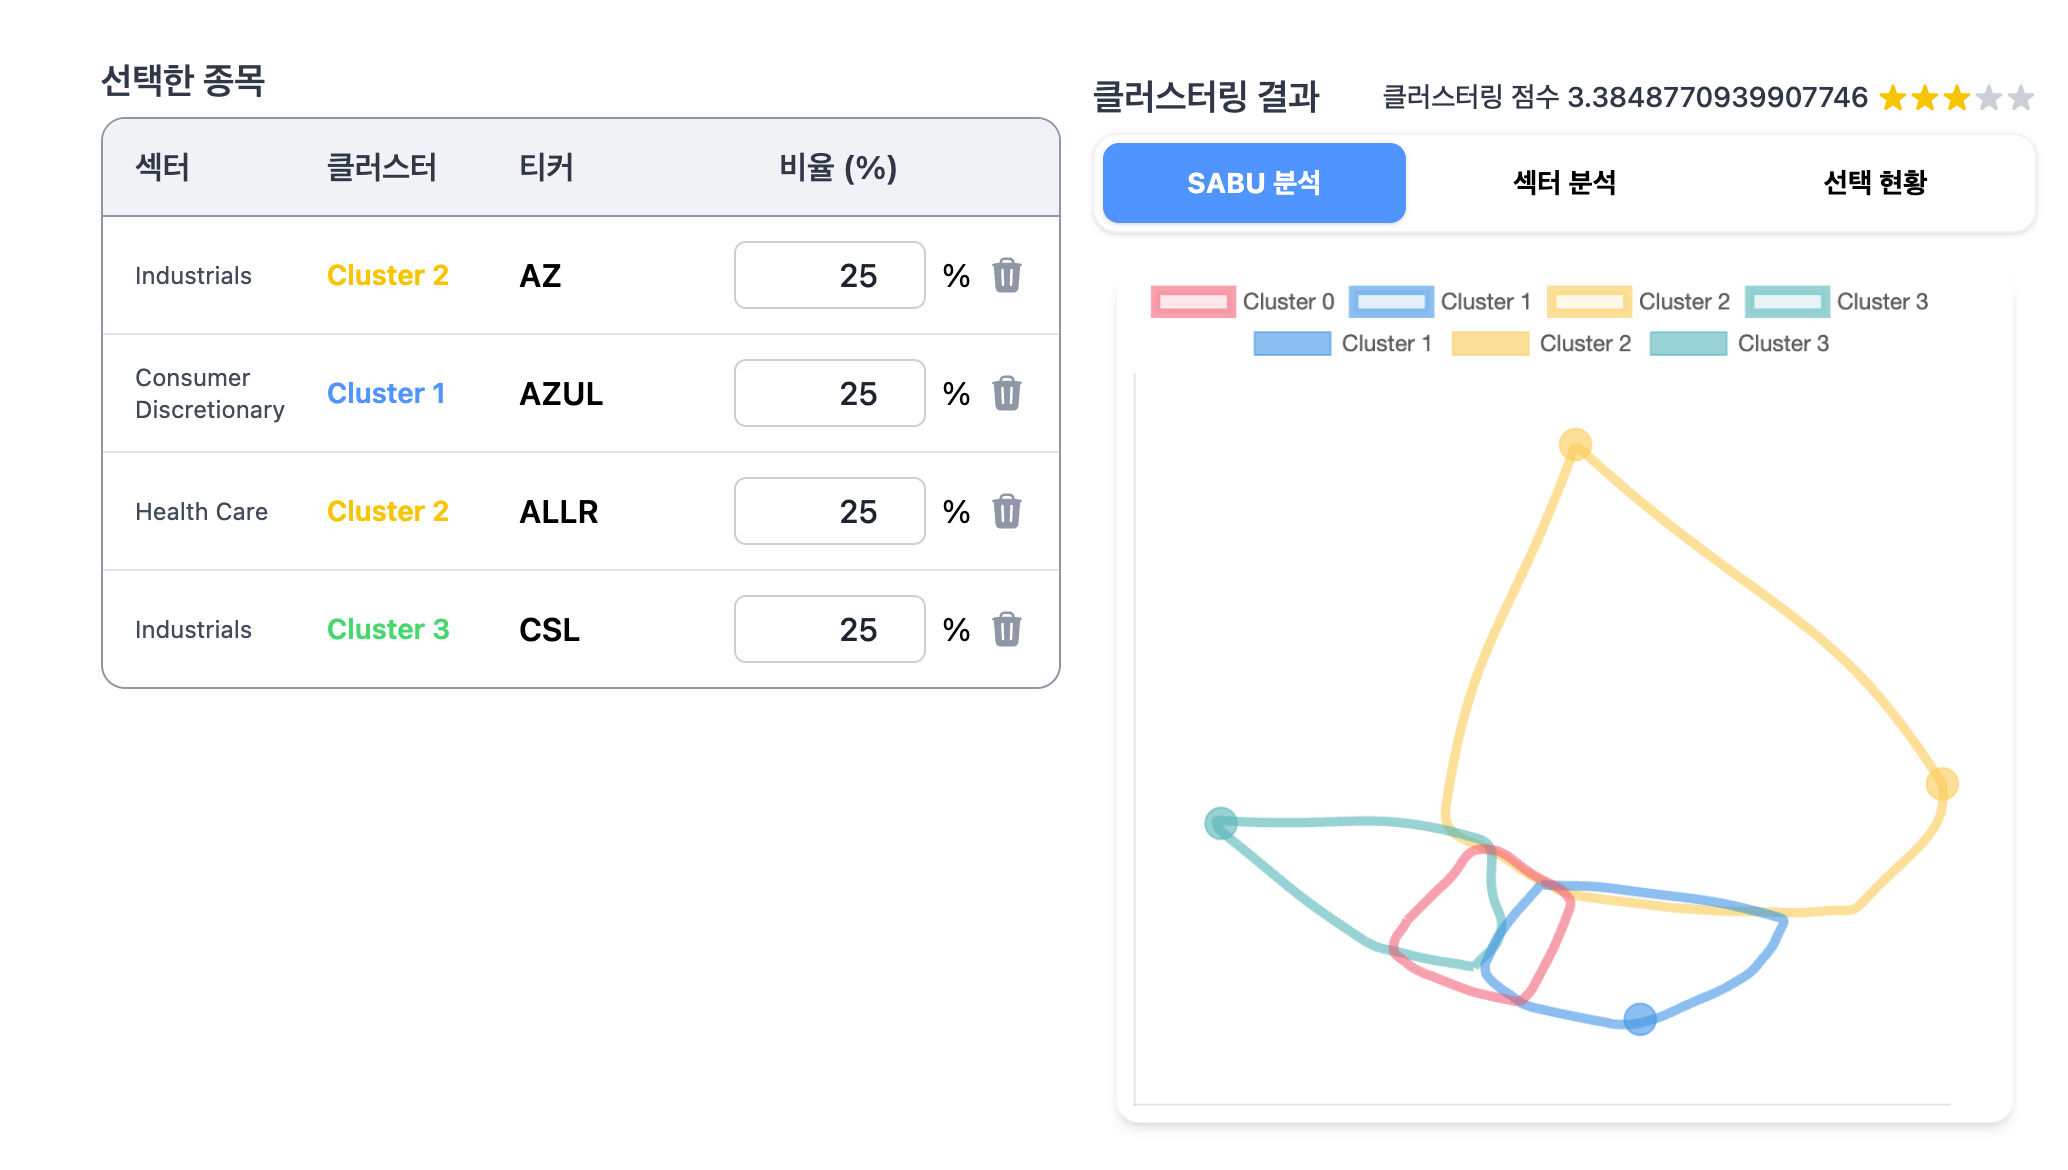 선택한 종목
섹터 클러스터 티커 비율 (%)
Industrials Cluster 2 AZ 25 %
Consumer
Discretionary Cluster 1 AZUL 25 %
Health Care Cluster 2 ALLR 25 %
Industrials Cluster 3 CSL 25 %
클러스터링 결과 클러스터링 점수 3.3848770939907746
SABU 분석 섹터 분석 선택 현황
Cluster 0 Cluster 1 Cluster 2 Cluster 3
Cluster 1 Cluster 2 Cluster 3